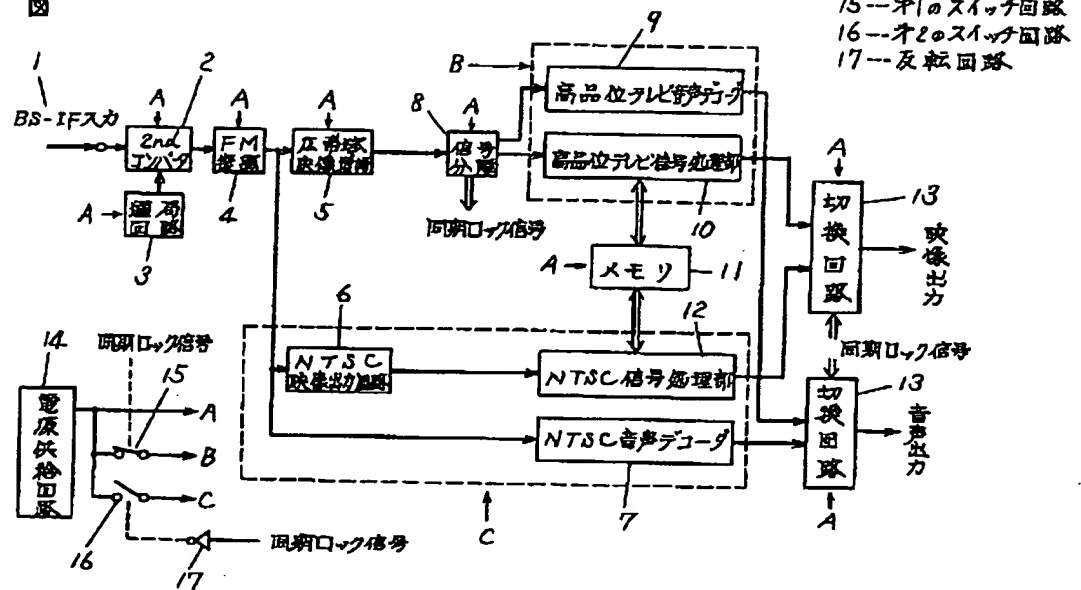 図
15---才1のスイッチ回路
16---才2のスイッチ回路
17---反転回路
1
BS-IF入力
A
2
2nd
コンバータ
A
選局
回路
3
A
FM
検波
4
A
広帯域
映像増幅
5
8
A
信号
分離
同期ロック信号
B
9
高品位テレビ音声デコーダ
高品位テレビ信号処理部
10
A
メモリ
11
A
切換回路
13
映像出力
同期ロック信号
切換回路
13
音声出力
A
6
NTSC
映像出力回路
12
NTSC信号処理部
NTSC音声デコーダ
7
C
14
電源供給回路
同期ロック信号
15
A
B
C
16
17
同期ロック信号